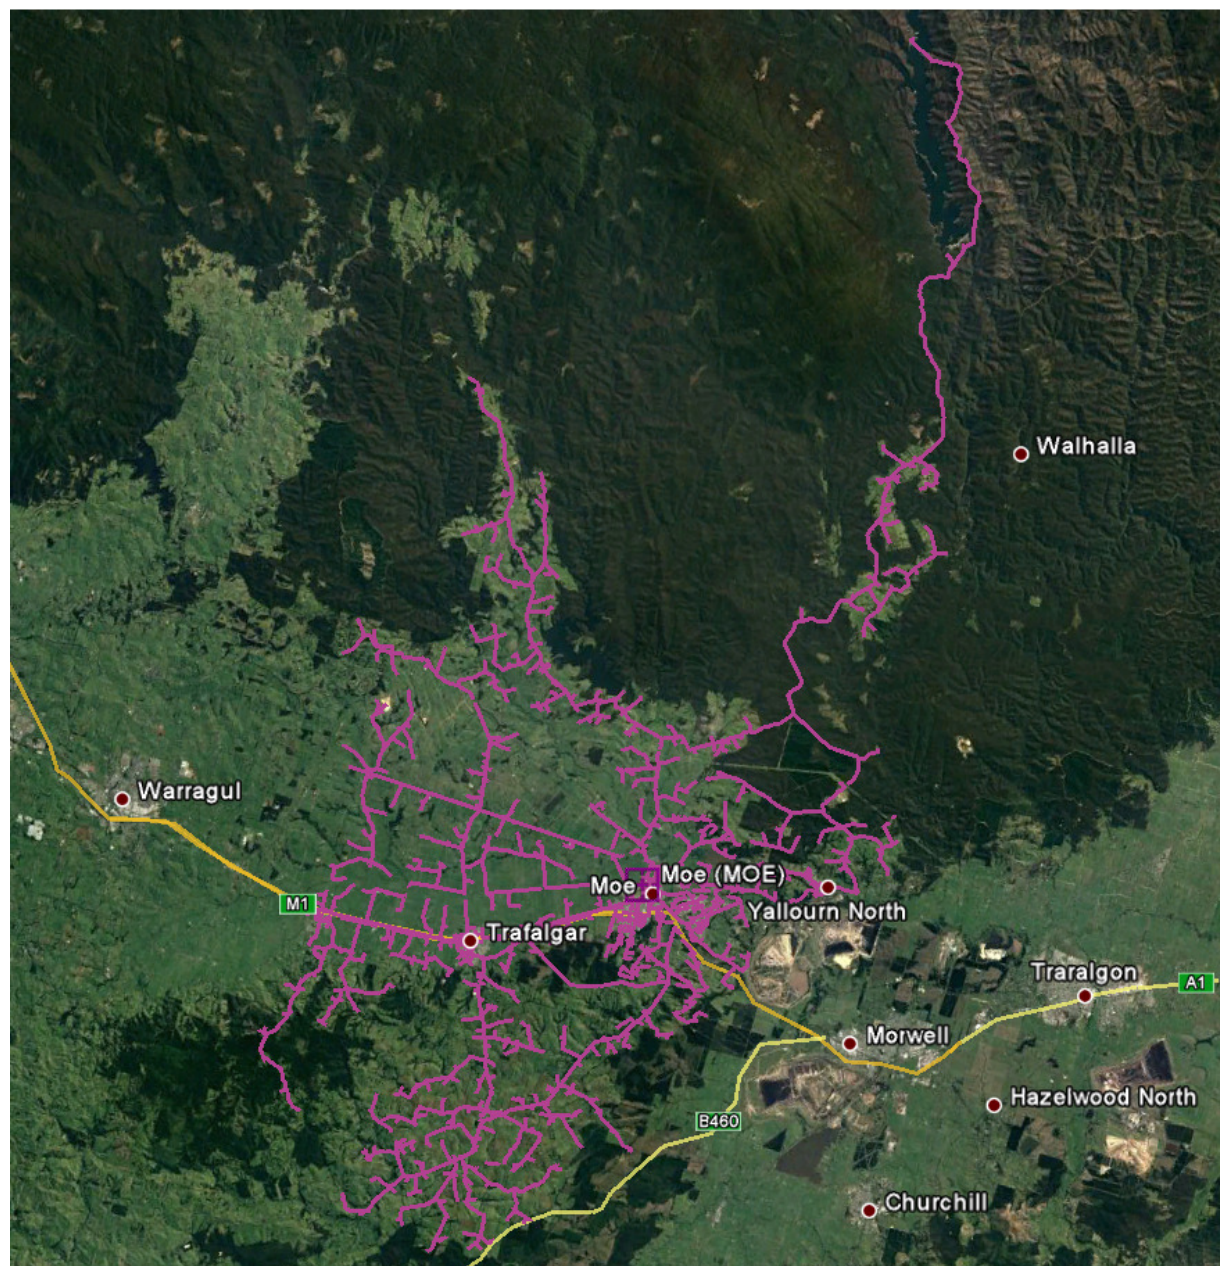 Walhalla
Warragul
Moe
Moe (MOE)
Yallourn North
M1
Trafalgar
Traralgon
A1
Morwell
Hazelwood North
B460
Churchill